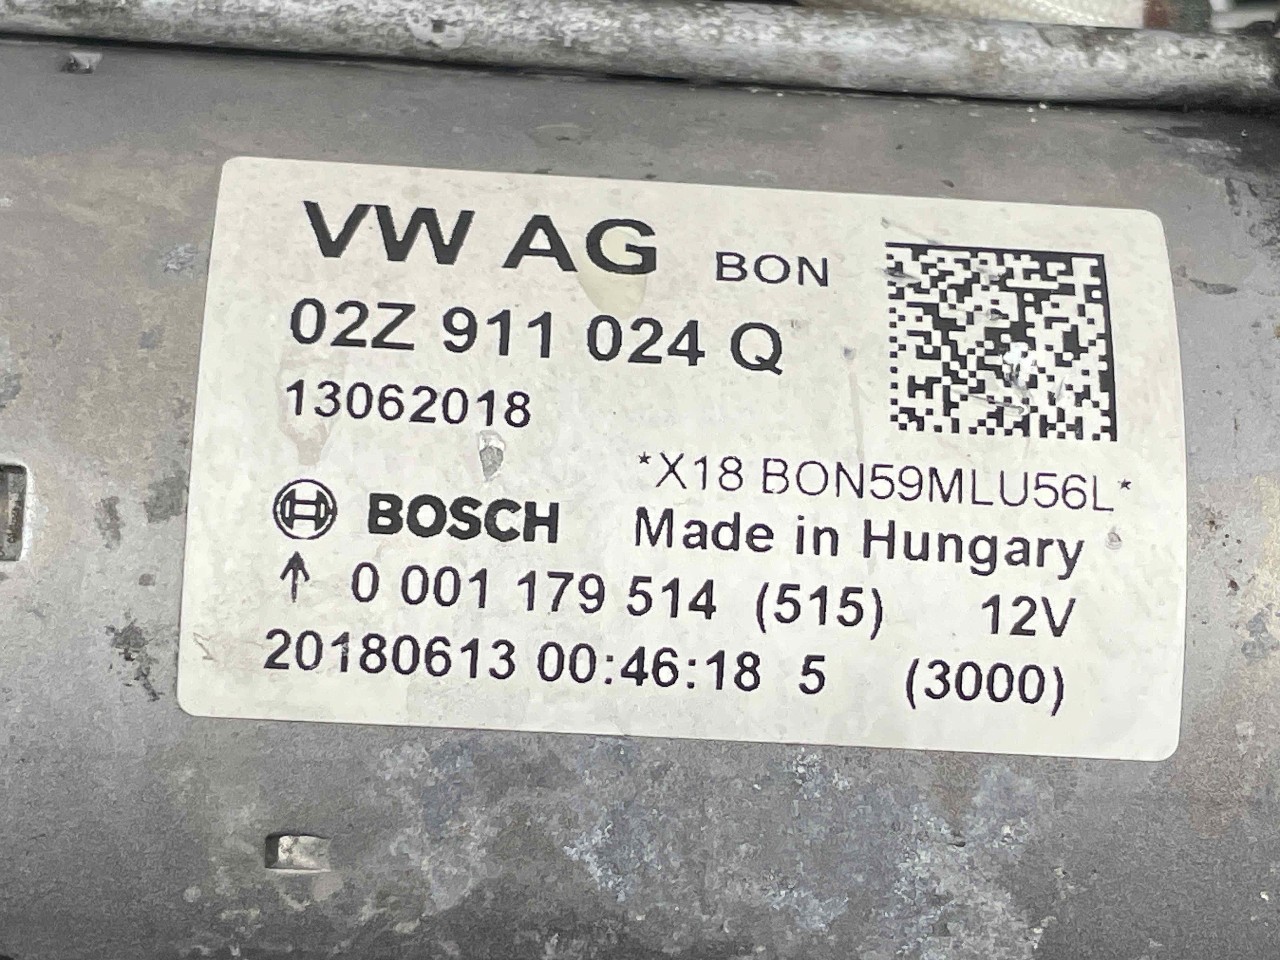 VW AG BON
02Z 911 024 Q
13062018
*X18 BON59MLU56L*
BOSCH Made in Hungary
↑ 0 001 179 514 (515) 12V
20180613 00:46:18 5 (3000)